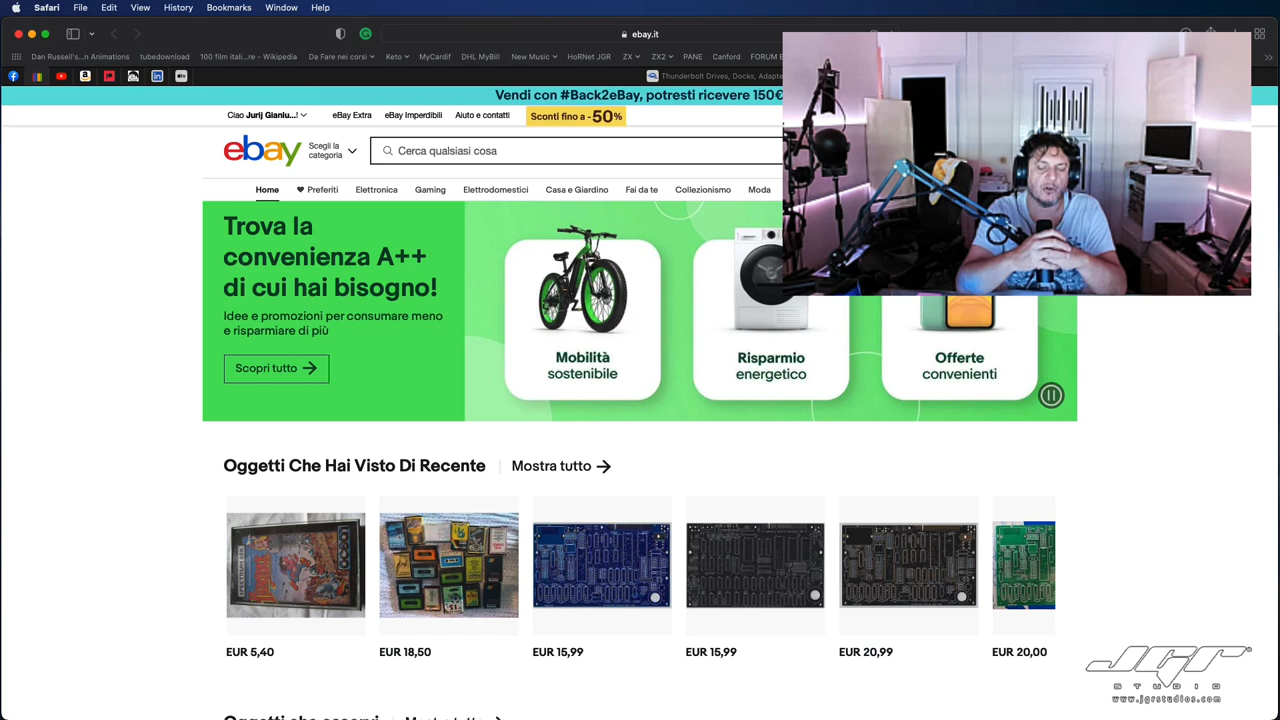 Safari File Edit View History Bookmarks Window Help
ebay.it
Dan Russell's...n Animations tubedownload 100 film itali...re – Wikipedia Da Fare nei corsi Keto MyCardif DHL MyBill New Music HoRNet JGR ZX ZX2 PANE Canford FORUM E
Thunderbolt Drives, Docks, Adapte
Vendi con #Back2eBay, potresti ricevere 150€
Ciao Jurij Gianlu...! eBay Extra eBay Imperdibili Aiuto e contatti Sconti fino a -50%
ebay
Scegli la
categoria
Cerca qualsiasi cosa
Home Preferiti Elettronica Gaming Elettrodomestici Casa e Giardino Fai da te Collezionismo Moda
Trova la
convenienza A++
di cui hai bisogno!
Idee e promozioni per consumare meno
e risparmiare di più
Scopri tutto
Mobilità
sostenibile
Risparmio
energetico
Offerte
convenienti
Oggetti Che Hai Visto Di Recente Mostra tutto
EUR 5,40 EUR 18,50 EUR 15,99 EUR 15,99 EUR 20,99 EUR 20,00
JGR
STUDIO
www.jgrstudios.com